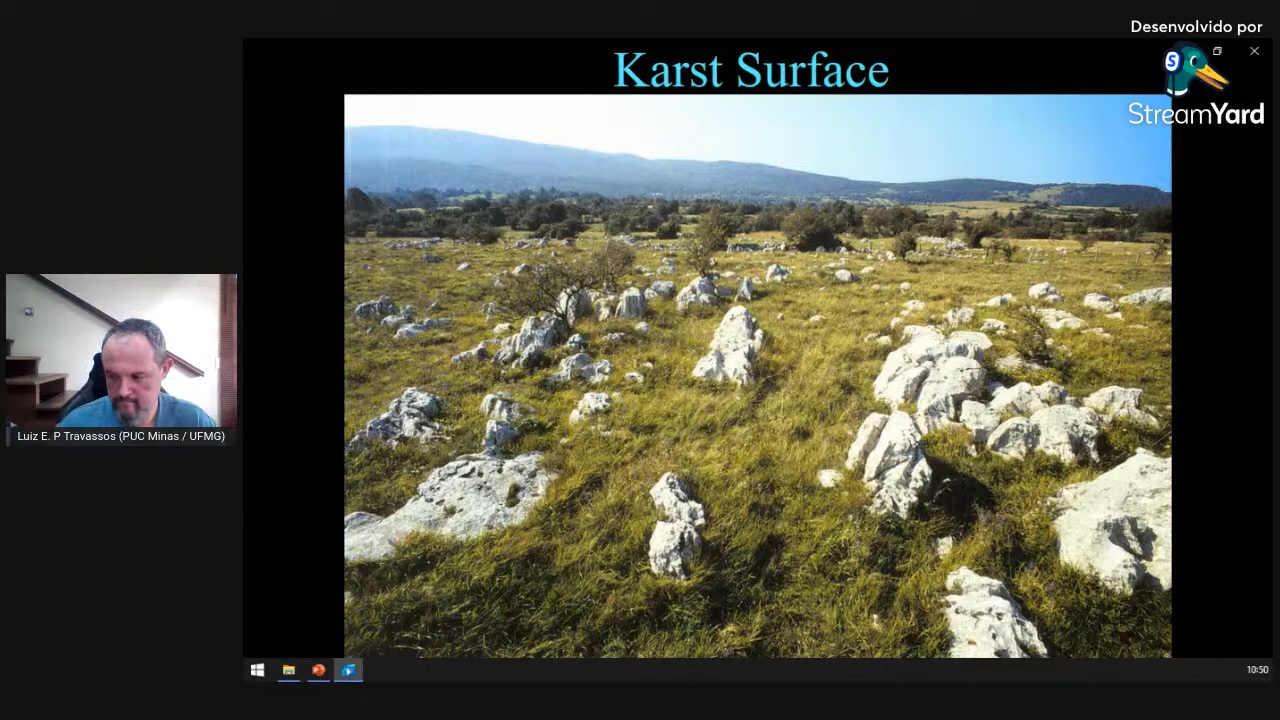 Desenvolvido por
StreamYard
Karst Surface
Luiz E. P Travassos (PUC Minas / UFMG)
10:50